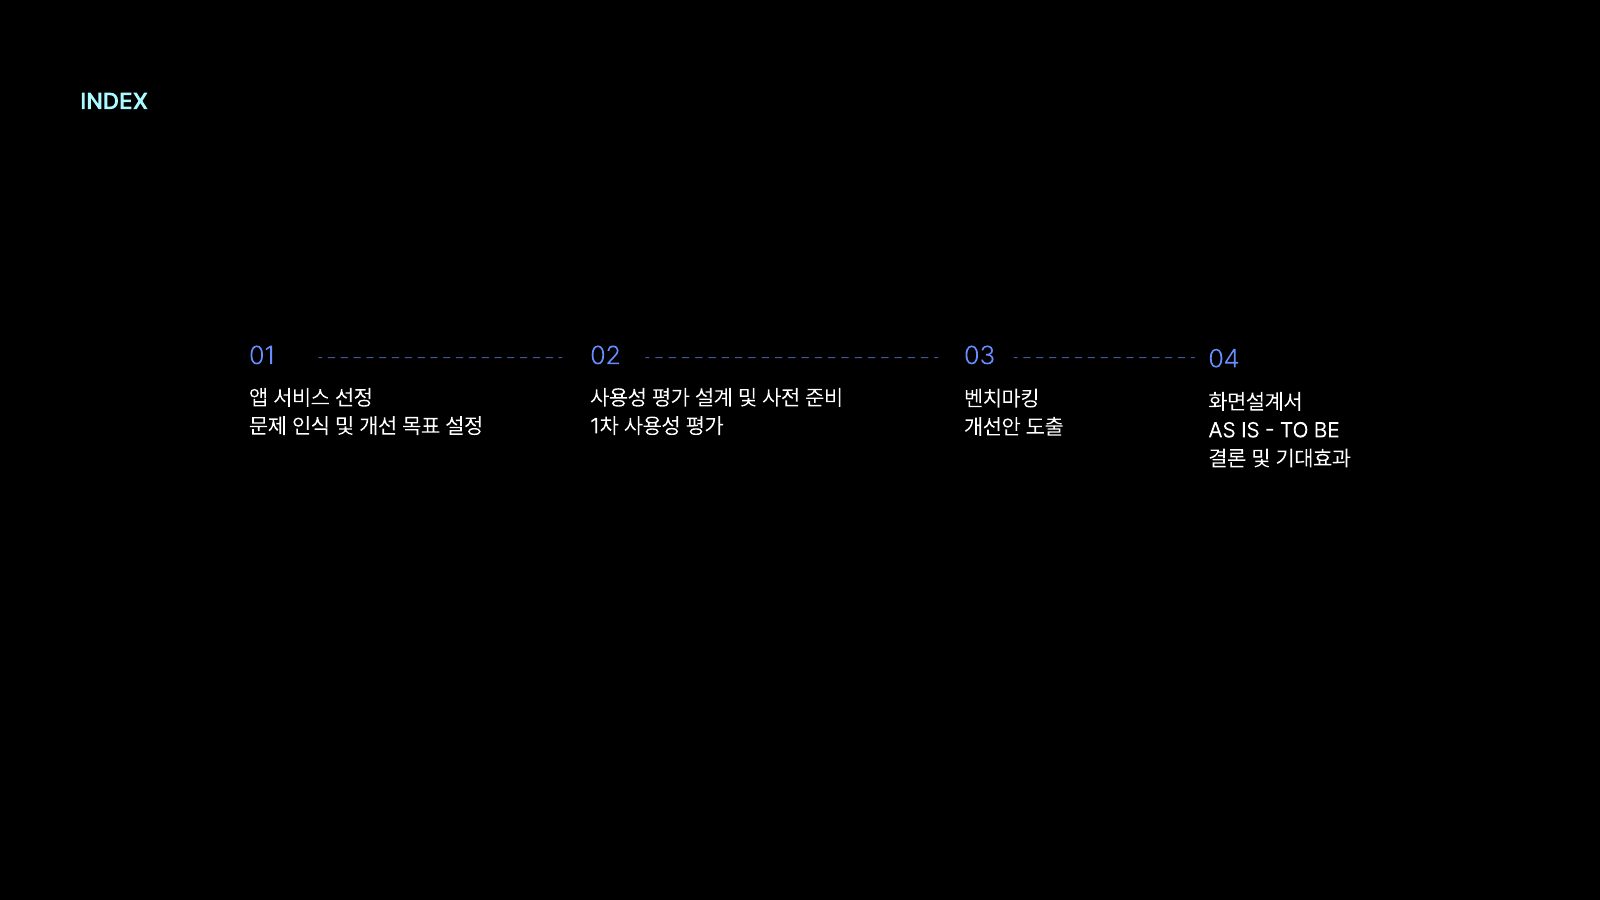 INDEX
01
앱 서비스 선정
문제 인식 및 개선 목표 설정
02
사용성 평가 설계 및 사전 준비
1차 사용성 평가
03
벤치마킹
개선안 도출
04
화면설계서
AS IS - TO BE
결론 및 기대효과